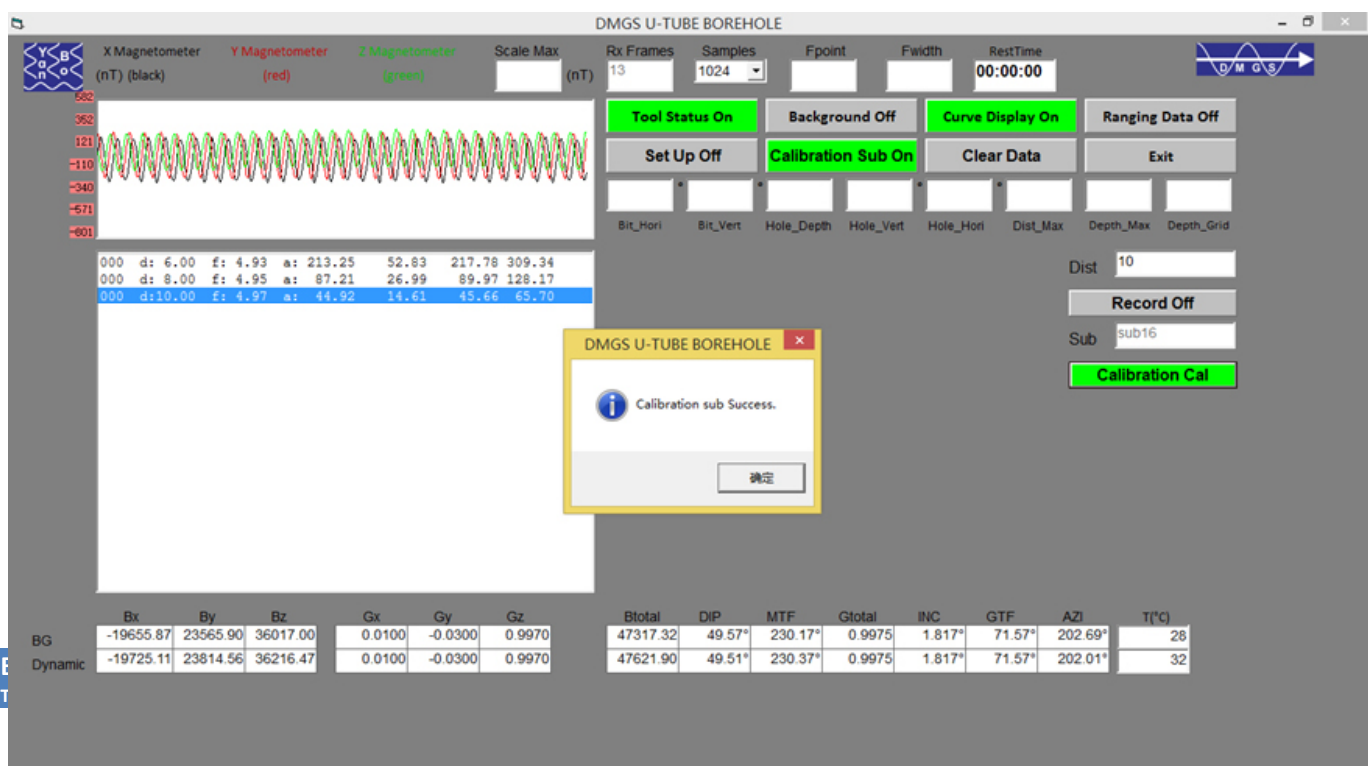 DMGS U-TUBE BOREHOLE
Y B S
a o
n
X Magnetometer Y Magnetometer Z Magnetometer Scale Max Rx Frames Samples Fpoint Fwidth RestTime
(nT) (black) (red) (green) (nT) 13 1024 00:00:00
D M G S
582
352
121
-110
-340
-571
-801
Tool Status On Background Off Curve Display On Ranging Data Off
Set Up Off Calibration Sub On Clear Data Exit
° ° ° °
Bit_Hori Bit_Vert Hole_Depth Hole_Vert Hole_Hori Dist_Max Depth_Max Depth_Grid
000 d: 6.00 f: 4.93 a: 213.25 52.83 217.78 309.34
000 d: 8.00 f: 4.95 a: 87.21 26.99 89.97 128.17
000 d:10.00 f: 4.97 a: 44.92 14.61 45.66 65.70
Dist 10
Record Off
Sub sub16
Calibration Cal
DMGS U-TUBE BOREHOLE
Calibration sub Success.
确定
Bx By Bz Gx Gy Gz Btotal DIP MTF Gtotal INC GTF AZI T(°C)
BG -19655.87 23565.90 36017.00 0.0100 -0.0300 0.9970 47317.32 49.57° 230.17° 0.9975 1.817° 71.57° 202.69° 28
Dynamic -19725.11 23814.56 36216.47 0.0100 -0.0300 0.9970 47621.90 49.51° 230.37° 0.9975 1.817° 71.57° 202.01° 32